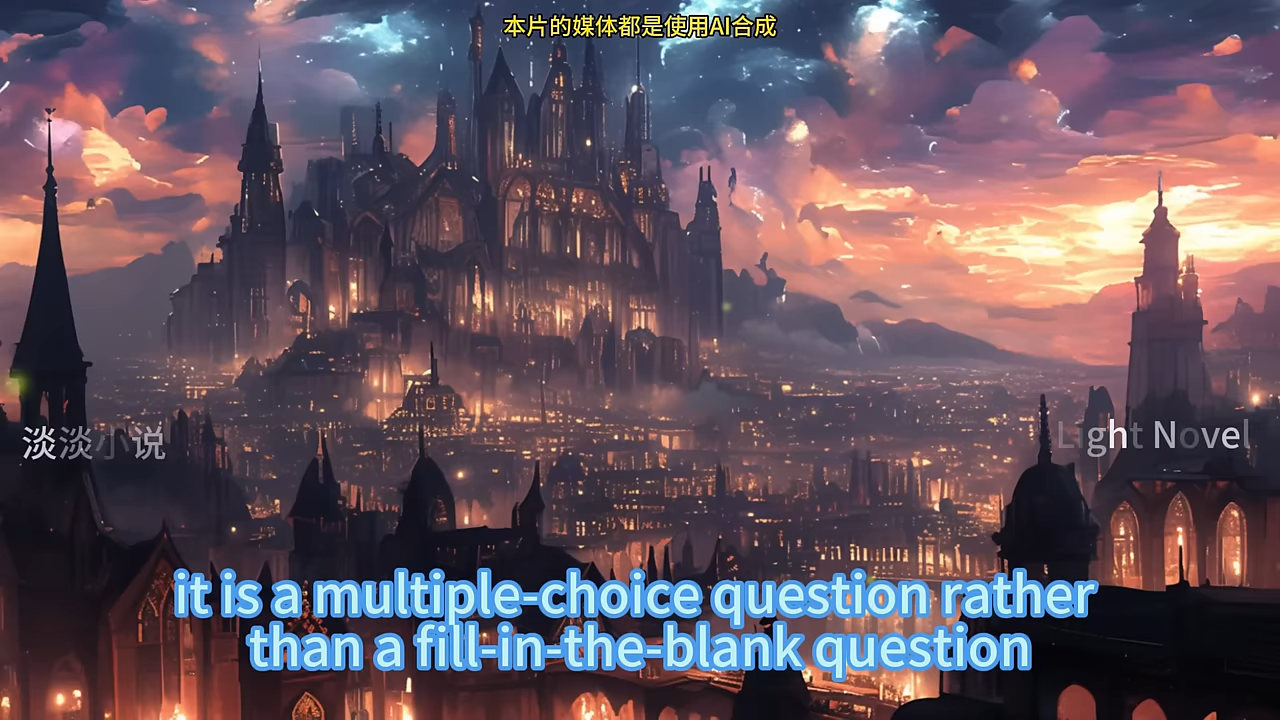 本片的媒体都是使用AI合成
淡淡小说
Light Novel
it is a multiple-choice question rather
than a fill-in-the-blank question